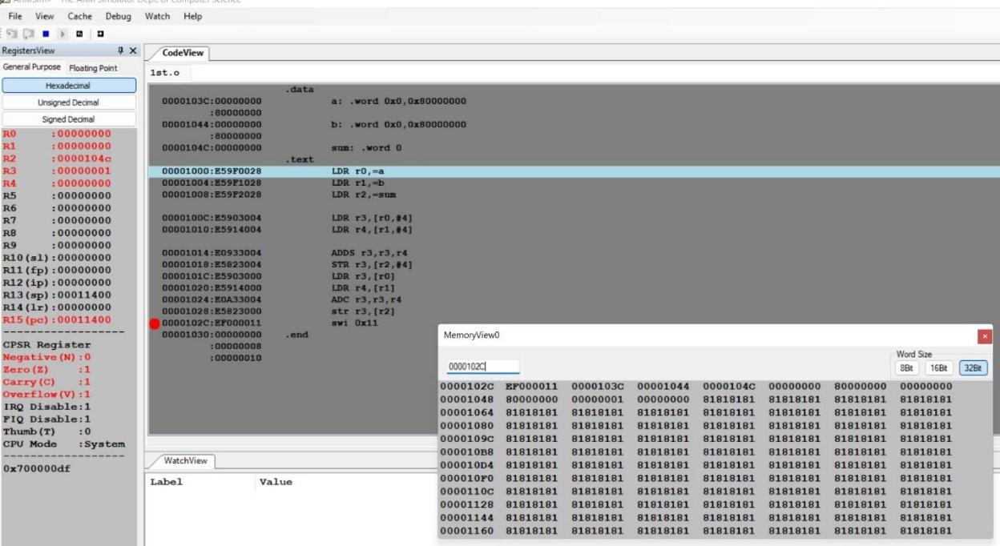 ARMSim# - The ARM Simulator Dept. of Computer Science
File View Cache Debug Watch Help
RegistersView
General Purpose Floating Point
Hexadecimal
Unsigned Decimal
Signed Decimal
R0 :00000000
R1 :00000000
R2 :0000104c
R3 :00000001
R4 :00000000
R5 :00000000
R6 :00000000
R7 :00000000
R8 :00000000
R9 :00000000
R10(sl):00000000
R11(fp):00000000
R12(ip):00000000
R13(sp):00011400
R14(lr):00000000
R15(pc):00011400
CPSR Register
Negative(N):0
Zero(Z) :1
Carry(C) :1
Overflow(V):1
IRQ Disable:1
FIQ Disable:1
Thumb(T) :0
CPU Mode :System
0x700000df
CodeView
1st.o
.data
0000103C:00000000 a: .word 0x0,0x80000000
:80000000
00001044:00000000 b: .word 0x0,0x80000000
:80000000
0000104C:00000000 sum: .word 0
.text
00001000:E59F0028 LDR r0,=a
00001004:E59F1028 LDR r1,=b
00001008:E59F2028 LDR r2,=sum
0000100C:E5903004 LDR r3,[r0,#4]
00001010:E5914004 LDR r4,[r1,#4]
00001014:E0933004 ADDS r3,r3,r4
00001018:E5823004 STR r3,[r2,#4]
0000101C:E5903000 LDR r3,[r0]
00001020:E5914000 LDR r4,[r1]
00001024:E0A33004 ADC r3,r3,r4
00001028:E5823000 str r3,[r2]
0000102C:EF000011 swi 0x11
00001030:00000000 .end
:00000008
:00000010
WatchView
Label Value
MemoryView0
Word Size
0000102C 8Bit 16Bit 32Bit
0000102C EF000011 0000103C 00001044 0000104C 00000000 80000000 00000000
00001048 80000000 00000001 00000000 81818181 81818181 81818181 81818181
00001064 81818181 81818181 81818181 81818181 81818181 81818181 81818181
00001080 81818181 81818181 81818181 81818181 81818181 81818181 81818181
0000109C 81818181 81818181 81818181 81818181 81818181 81818181 81818181
000010B8 81818181 81818181 81818181 81818181 81818181 81818181 81818181
000010D4 81818181 81818181 81818181 81818181 81818181 81818181 81818181
000010F0 81818181 81818181 81818181 81818181 81818181 81818181 81818181
0000110C 81818181 81818181 81818181 81818181 81818181 81818181 81818181
00001128 81818181 81818181 81818181 81818181 81818181 81818181 81818181
00001144 81818181 81818181 81818181 81818181 81818181 81818181 81818181
00001160 81818181 81818181 81818181 81818181 81818181 81818181 81818181